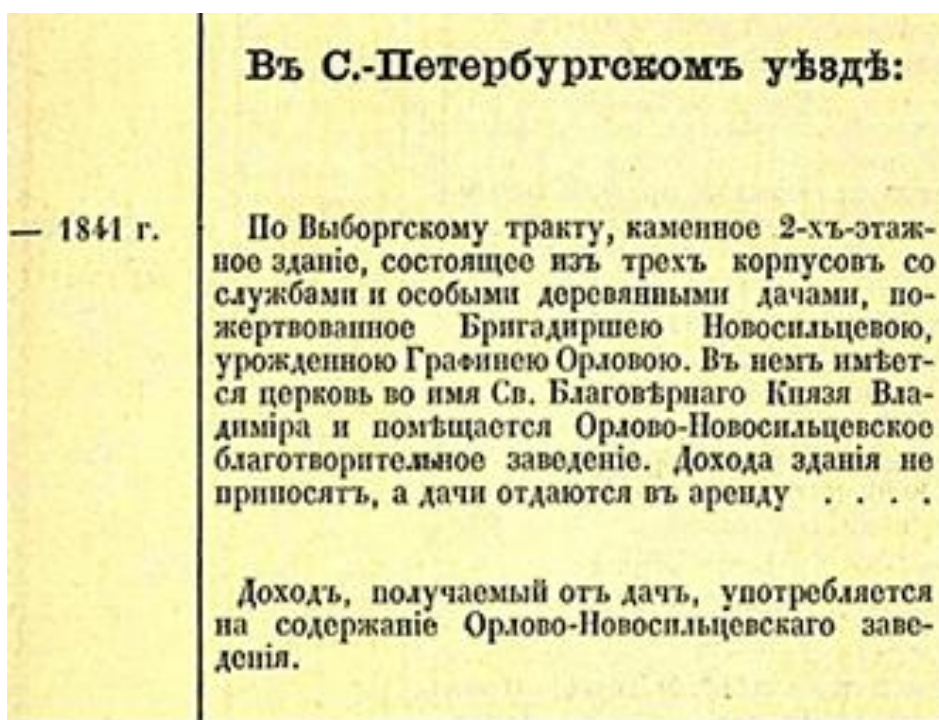 Въ С.-Петербургскомъ уѣздѣ:
— 1841 г.
По Выборгскому тракту, каменное 2-хъ-этаж-
ное зданіе, состоящее изъ трехъ корпусовъ со
службами и особыми деревянными дачами, по-
жертвованное Бригадиршею Новосильцевою,
урожденною Графинею Орловою. Въ немъ имѣет-
ся церковь во имя Св. Благовѣрнаго Князя Вла-
диміра и помѣщается Орлово-Новосильцевское
благотворительное заведеніе. Дохода зданія не
приносятъ, а дачи отдаются въ аренду . . . .
Доходъ, получаемый отъ дачъ, употребляется
на содержаніе Орлово-Новосильцевскаго заве-
денія.